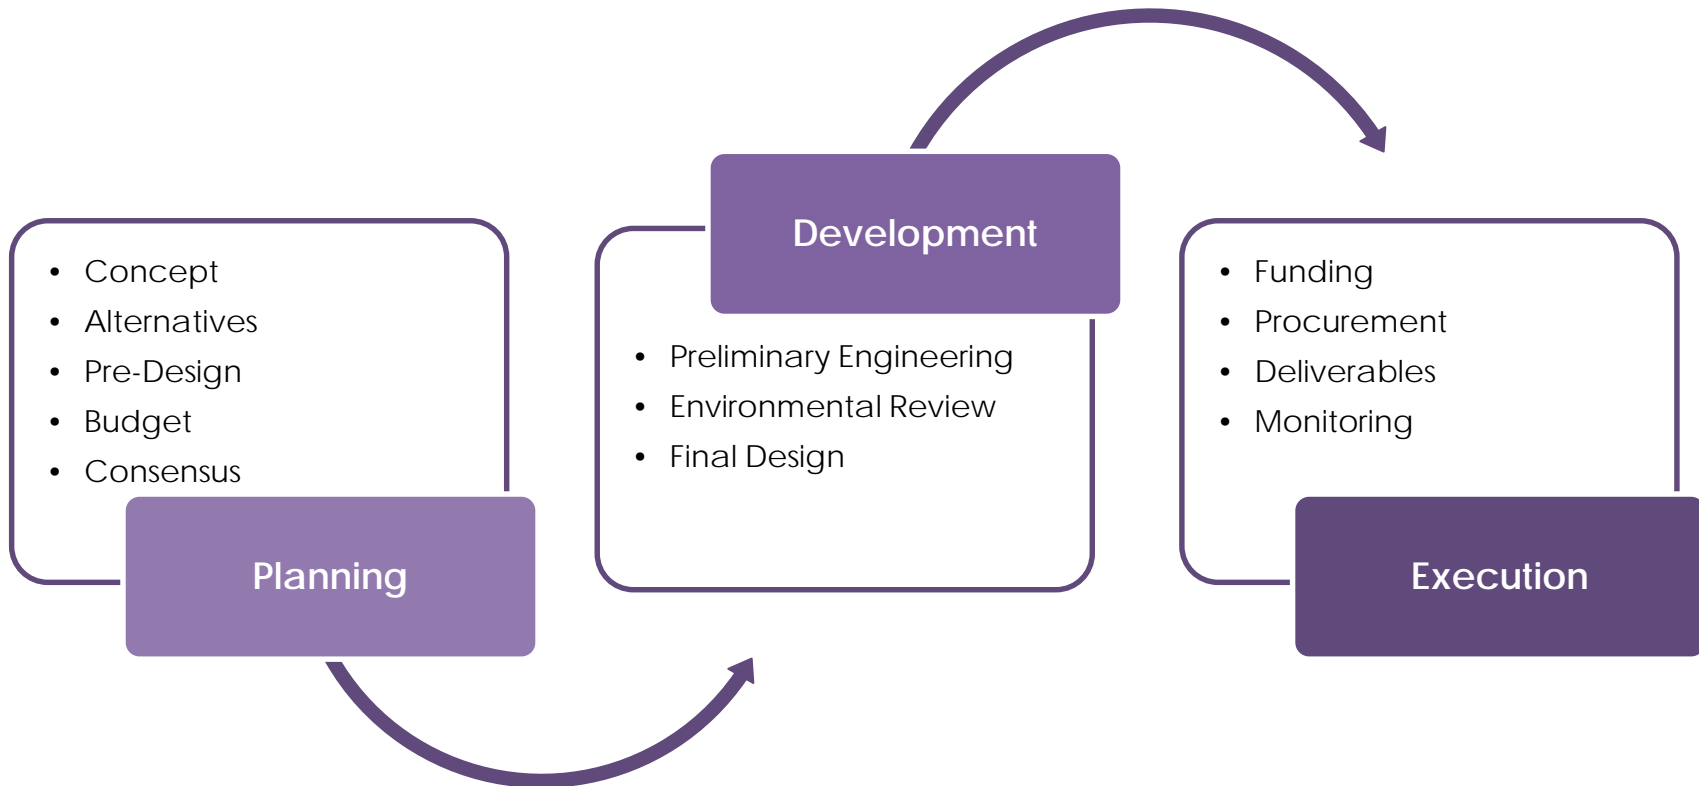 • Concept
• Alternatives
• Pre-Design
• Budget
• Consensus
Planning
Development
• Preliminary Engineering
• Environmental Review
• Final Design
• Funding
• Procurement
• Deliverables
• Monitoring
Execution